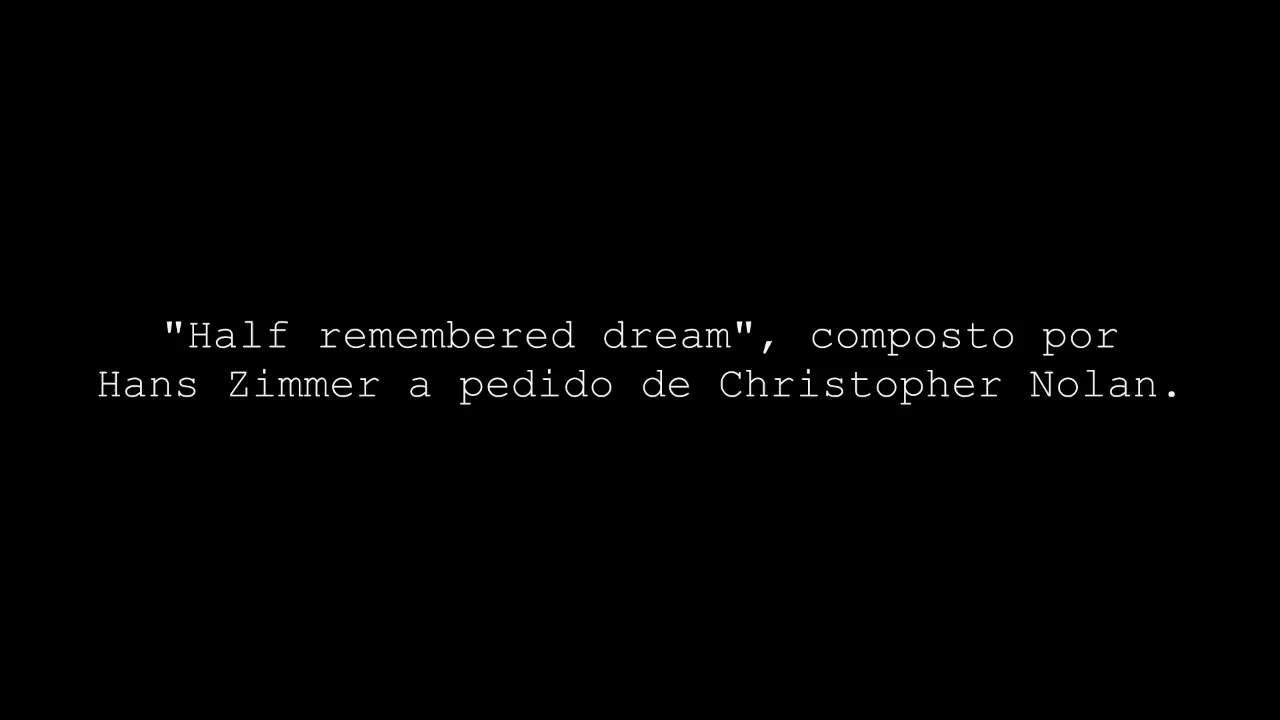 "Half remembered dream", composto por
Hans Zimmer a pedido de Christopher Nolan.